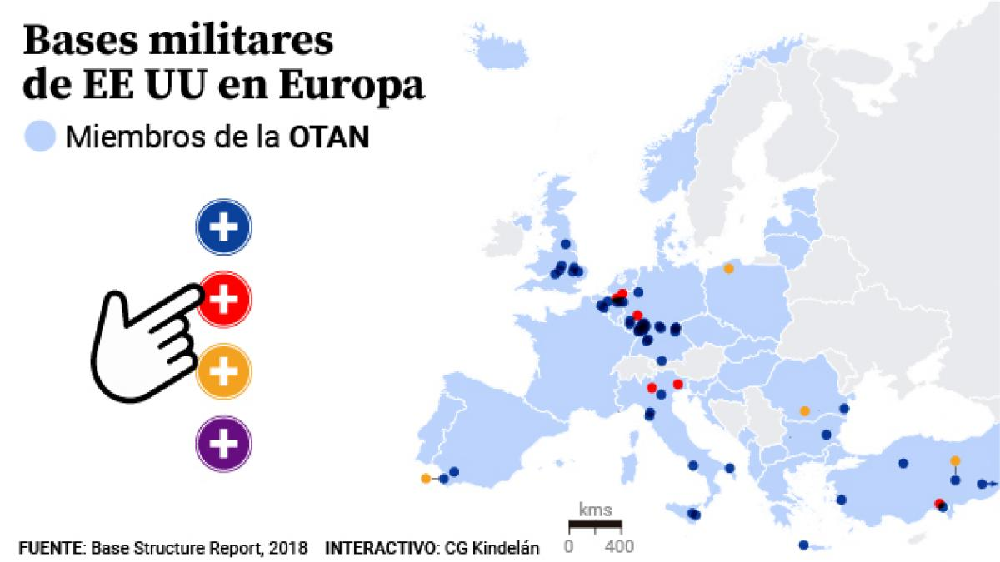 Bases militares
de EE UU en Europa
Miembros de la OTAN
kms
0 400
FUENTE: Base Structure Report, 2018 INTERACTIVO: CG Kindelán